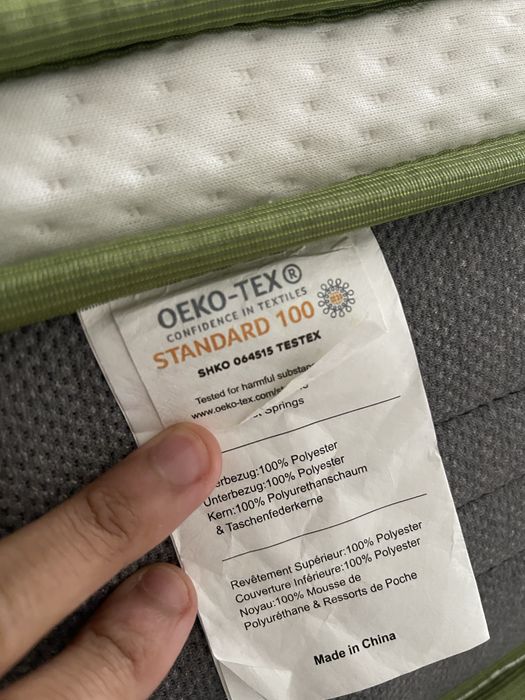 OEKO-TEX®
CONFIDENCE IN TEXTILES
STANDARD 100
SHKO 064515 TESTEX
Tested for harmful
www.oeko-tex.com/
Springs
100% Polyester
Unterbezug:100% Polyester
Kern:100% Polyurethanschaum
& Taschenfederkerne
Revêtement Supérieur:100% Polyester
Couverture Inférieure:100% Polyester
Noyau:100% Mousse de
Polyuréthane & Ressorts de Poche
Made in China